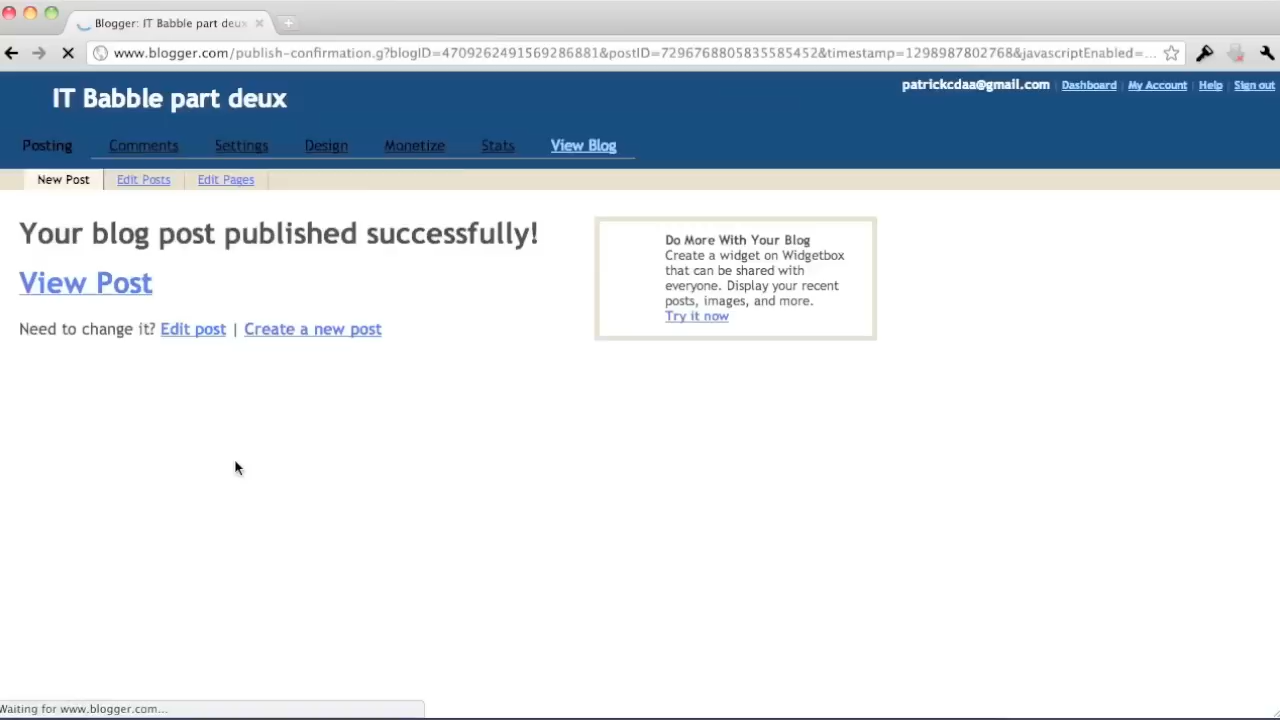 Blogger: IT Babble part deux
www.blogger.com/publish-confirmation.g?blogID=4709262491569286881&postID=7296768805835585452&timestamp=1298987802768&javascriptEnabled=...
patrickcdaa@gmail.com | Dashboard | My Account | Help | Sign out
IT Babble part deux
Posting Comments Settings Design Monetize Stats View Blog
New Post Edit Posts Edit Pages
Your blog post published successfully!
View Post
Need to change it? Edit post | Create a new post
Do More With Your Blog
Create a widget on Widgetbox
that can be shared with
everyone. Display your recent
posts, images, and more.
Try it now
Waiting for www.blogger.com...